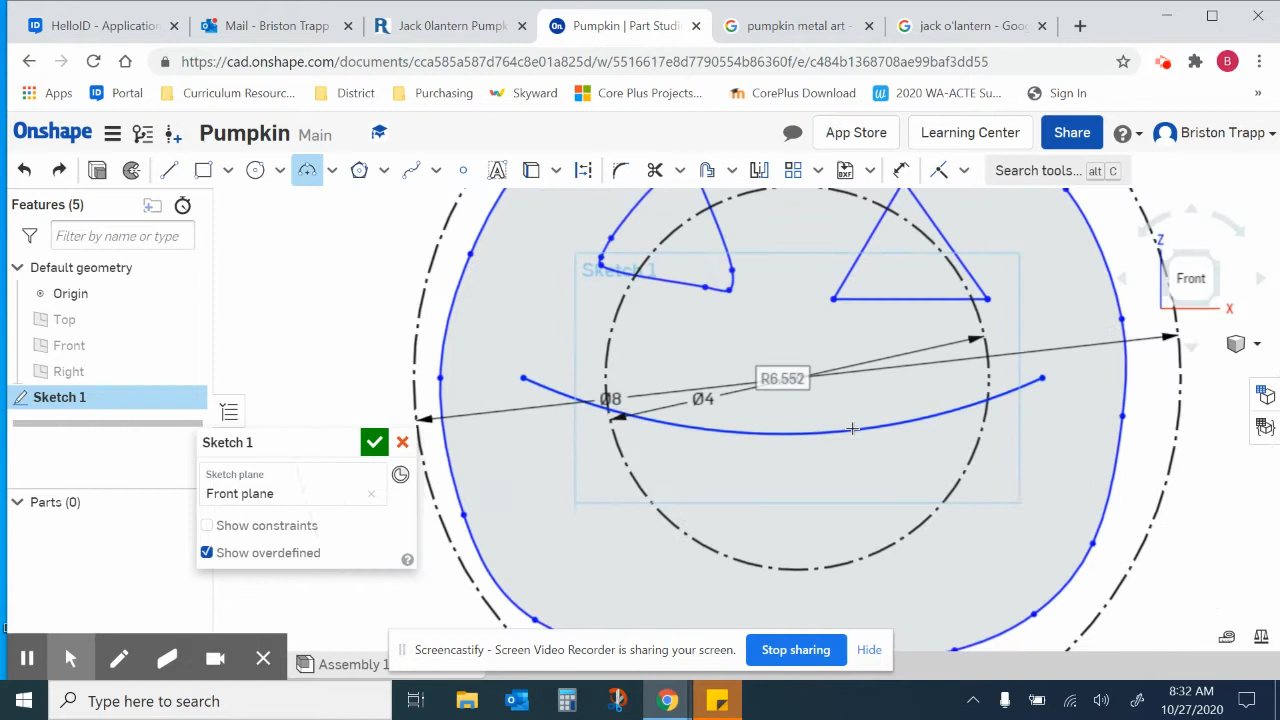 HelloID - Application
Mail - Briston Trapp -
Jack 0lantern Pumpk
Pumpkin | Part Studi
pumpkin metal art -
jack o'lantern - Goo
https://cad.onshape.com/documents/cca585a587d764c8e01a825d/w/5516617e8d7790554b86360f/e/c484b1368708ae99baf3dd55
B
Apps
Portal
Curriculum Resourc...
District
Purchasing
Skyward
Core Plus Projects...
CorePlus Download
2020 WA-ACTE Su...
Sign In
»
Onshape
Pumpkin
Main
App Store
Learning Center
Share
Briston Trapp
Search tools...
alt
C
Features (5)
Filter by name or type
Default geometry
Origin
Top
Front
Right
Sketch 1
Sketch 1
Sketch plane
Front plane
Show constraints
Show overdefined
Parts (0)
Sketch 1
R6.552
Ø8
Ø4
Z
Front
X
Assembly 1
Screencastify - Screen Video Recorder is sharing your screen.
Stop sharing
Hide
Type here to search
8:32 AM
10/27/2020